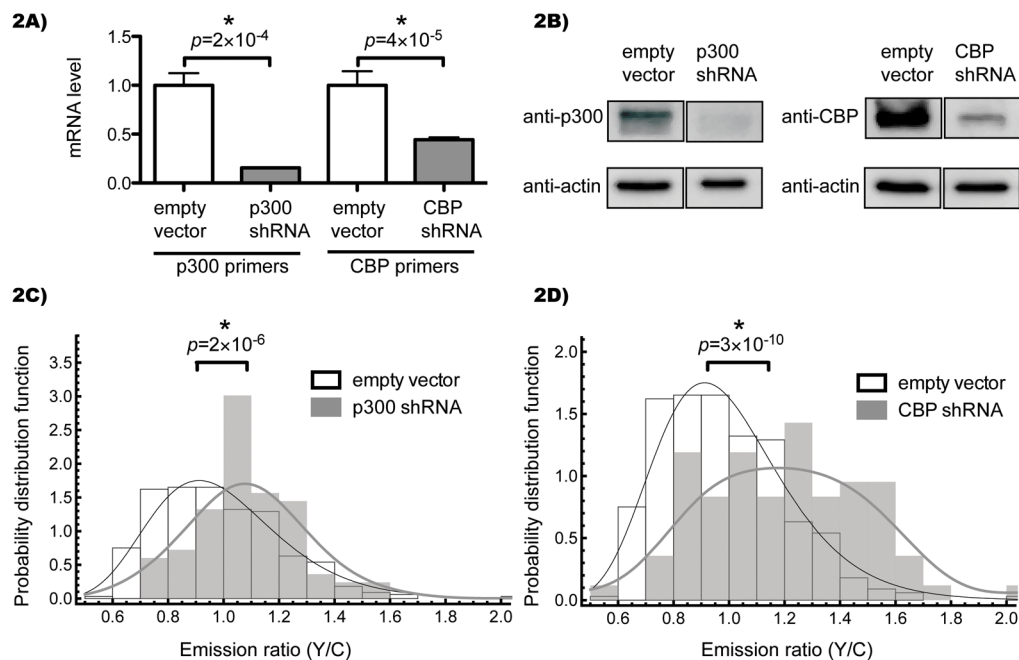 2A)
*
p=2×10-4
*
p=4×10-5
mRNA level
1.5
1.0
0.5
0.0
empty vector
p300 shRNA
empty vector
CBP shRNA
p300 primers
CBP primers
2B)
empty vector
p300 shRNA
anti-p300
anti-actin
empty vector
CBP shRNA
anti-CBP
anti-actin
2C)
*
p=2×10-6
empty vector
p300 shRNA
Probability distribution function
3.5
3.0
2.5
2.0
1.5
1.0
0.5
0.0
0.6 0.8 1.0 1.2 1.4 1.6 2.0
Emission ratio (Y/C)
2D)
*
p=3×10-10
empty vector
CBP shRNA
Probability distribution function
2.0
1.5
1.0
0.5
0.0
0.6 0.8 1.0 1.2 1.4 1.6 1.8 2.0
Emission ratio (Y/C)